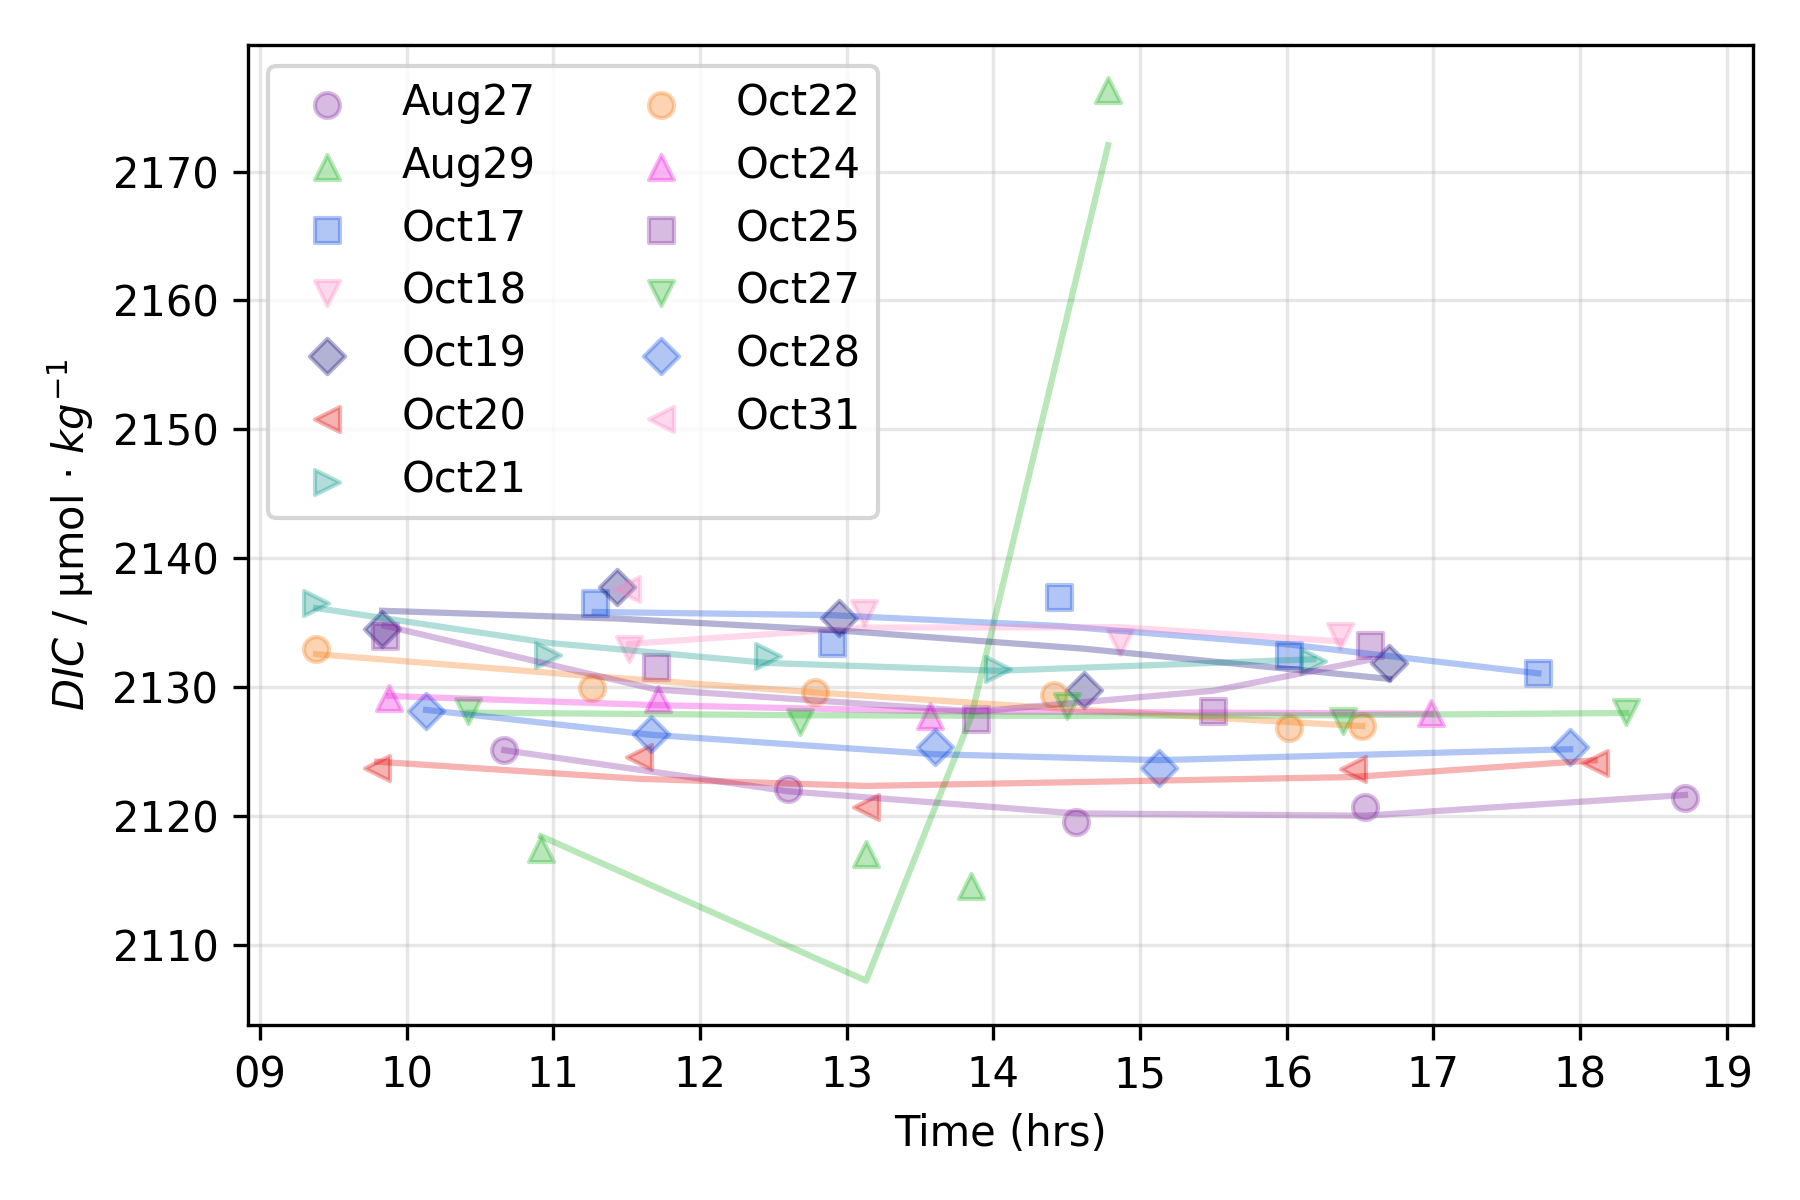 Aug27
Aug29
Oct17
Oct18
Oct19
Oct20
Oct21
Oct22
Oct24
Oct25
Oct27
Oct28
Oct31
2170
2160
2150
2140
2130
2120
2110
DIC / µmol · kg⁻¹
09 10 11 12 13 14 15 16 17 18 19
Time (hrs)